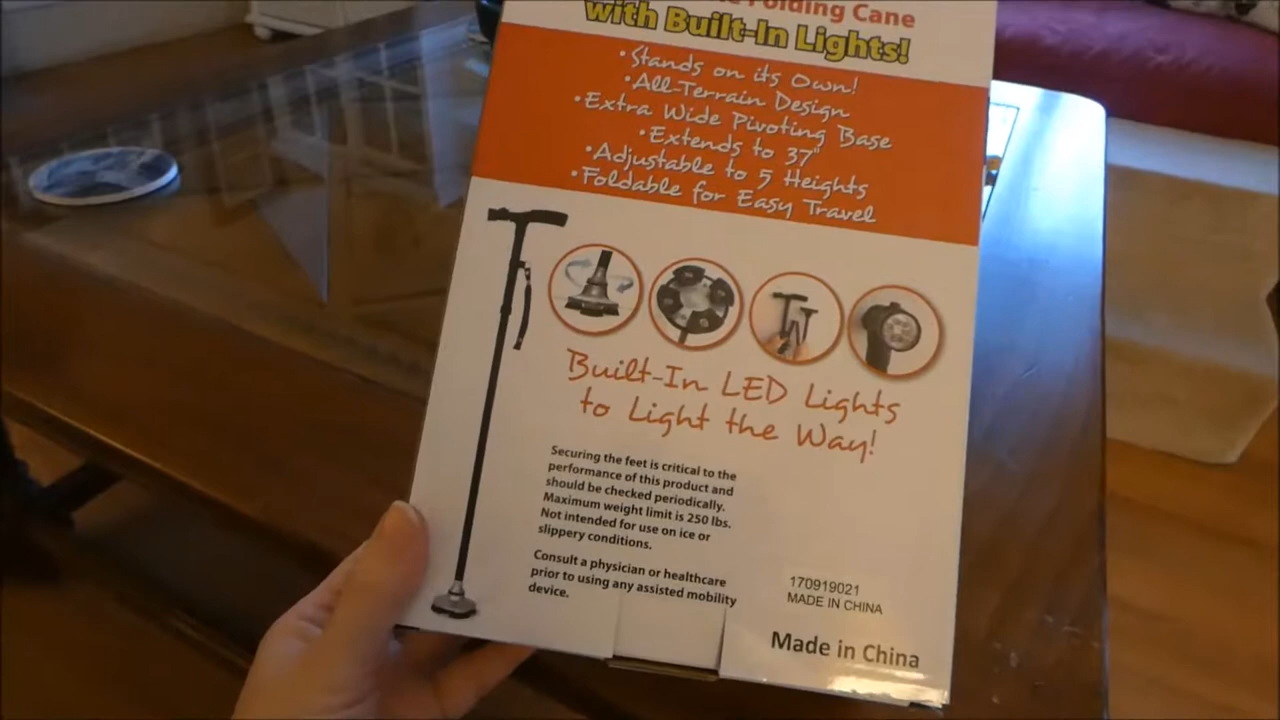 Folding Cane
with Built-In Lights!
•Stands on its Own!
•All-Terrain Design
•Extra Wide Pivoting Base
•Extends to 37"
•Adjustable to 5 Heights
•Foldable for Easy Travel
Built-In LED Lights
to Light the Way!
Securing the feet is critical to the
performance of this product and
should be checked periodically.
Maximum weight limit is 250 lbs.
Not intended for use on ice or
slippery conditions.
Consult a physician or healthcare
prior to using any assisted mobility
device.
170919021
MADE IN CHINA
Made in China